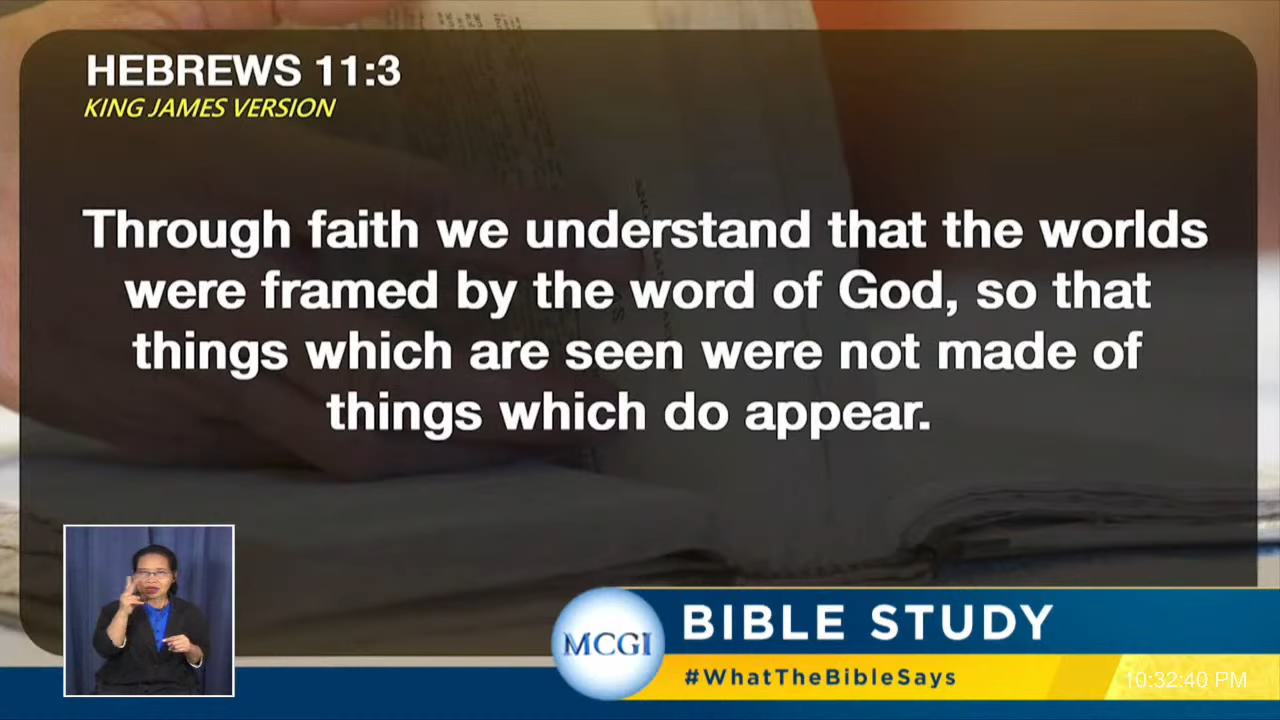 HEBREWS 11:3
KING JAMES VERSION
Through faith we understand that the worlds
were framed by the word of God, so that
things which are seen were not made of
things which do appear.
MCGI
BIBLE STUDY
#WhatTheBibleSays
10:32:40 PM